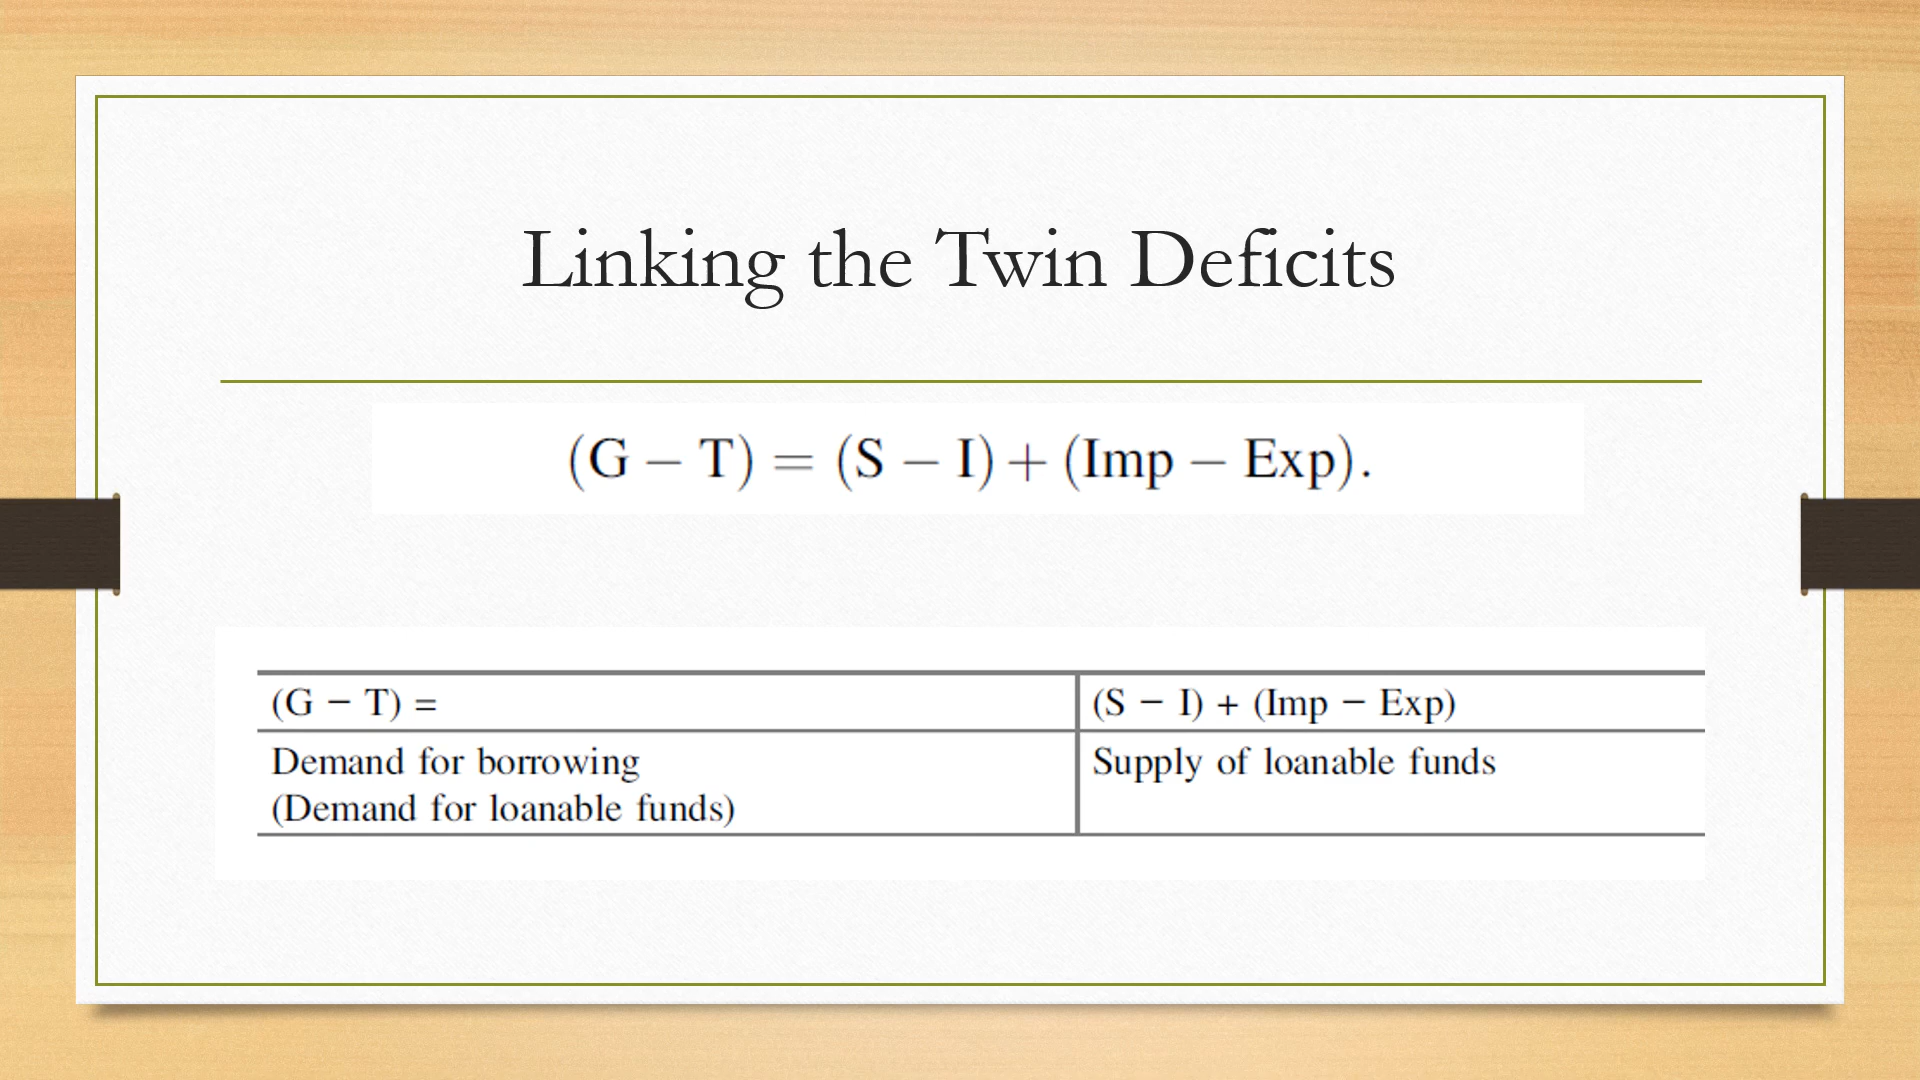 Linking the Twin Deficits
(G − T) = (S − I) + (Imp − Exp).
(G − T) =
(S − I) + (Imp − Exp)
Demand for borrowing
(Demand for loanable funds)
Supply of loanable funds